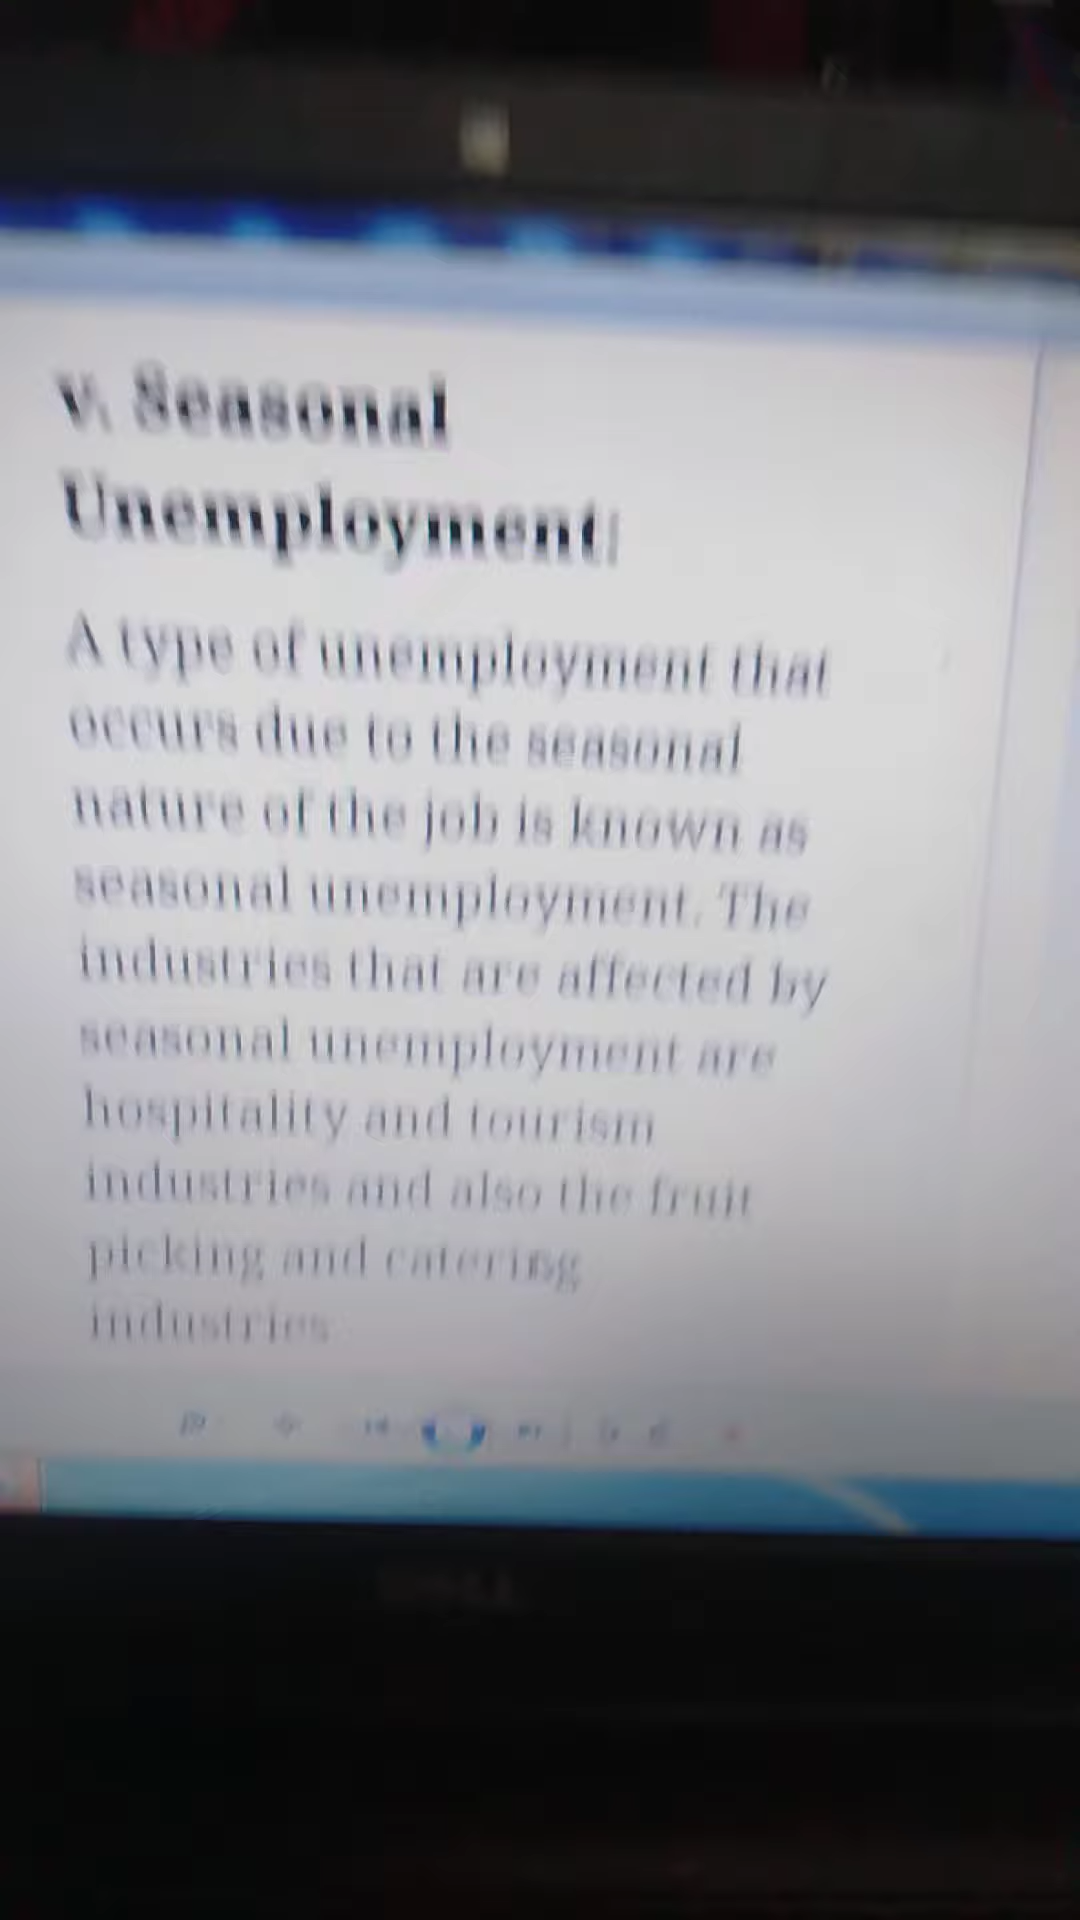 v. Seasonal
Unemployment:
A type of unemployment that
occurs due to the seasonal
nature of the job is known as
seasonal unemployment. The
industries that are affected by
seasonal unemployment are
hospitality and tourism
industries and also the fruit
picking and catering
industries
DELL